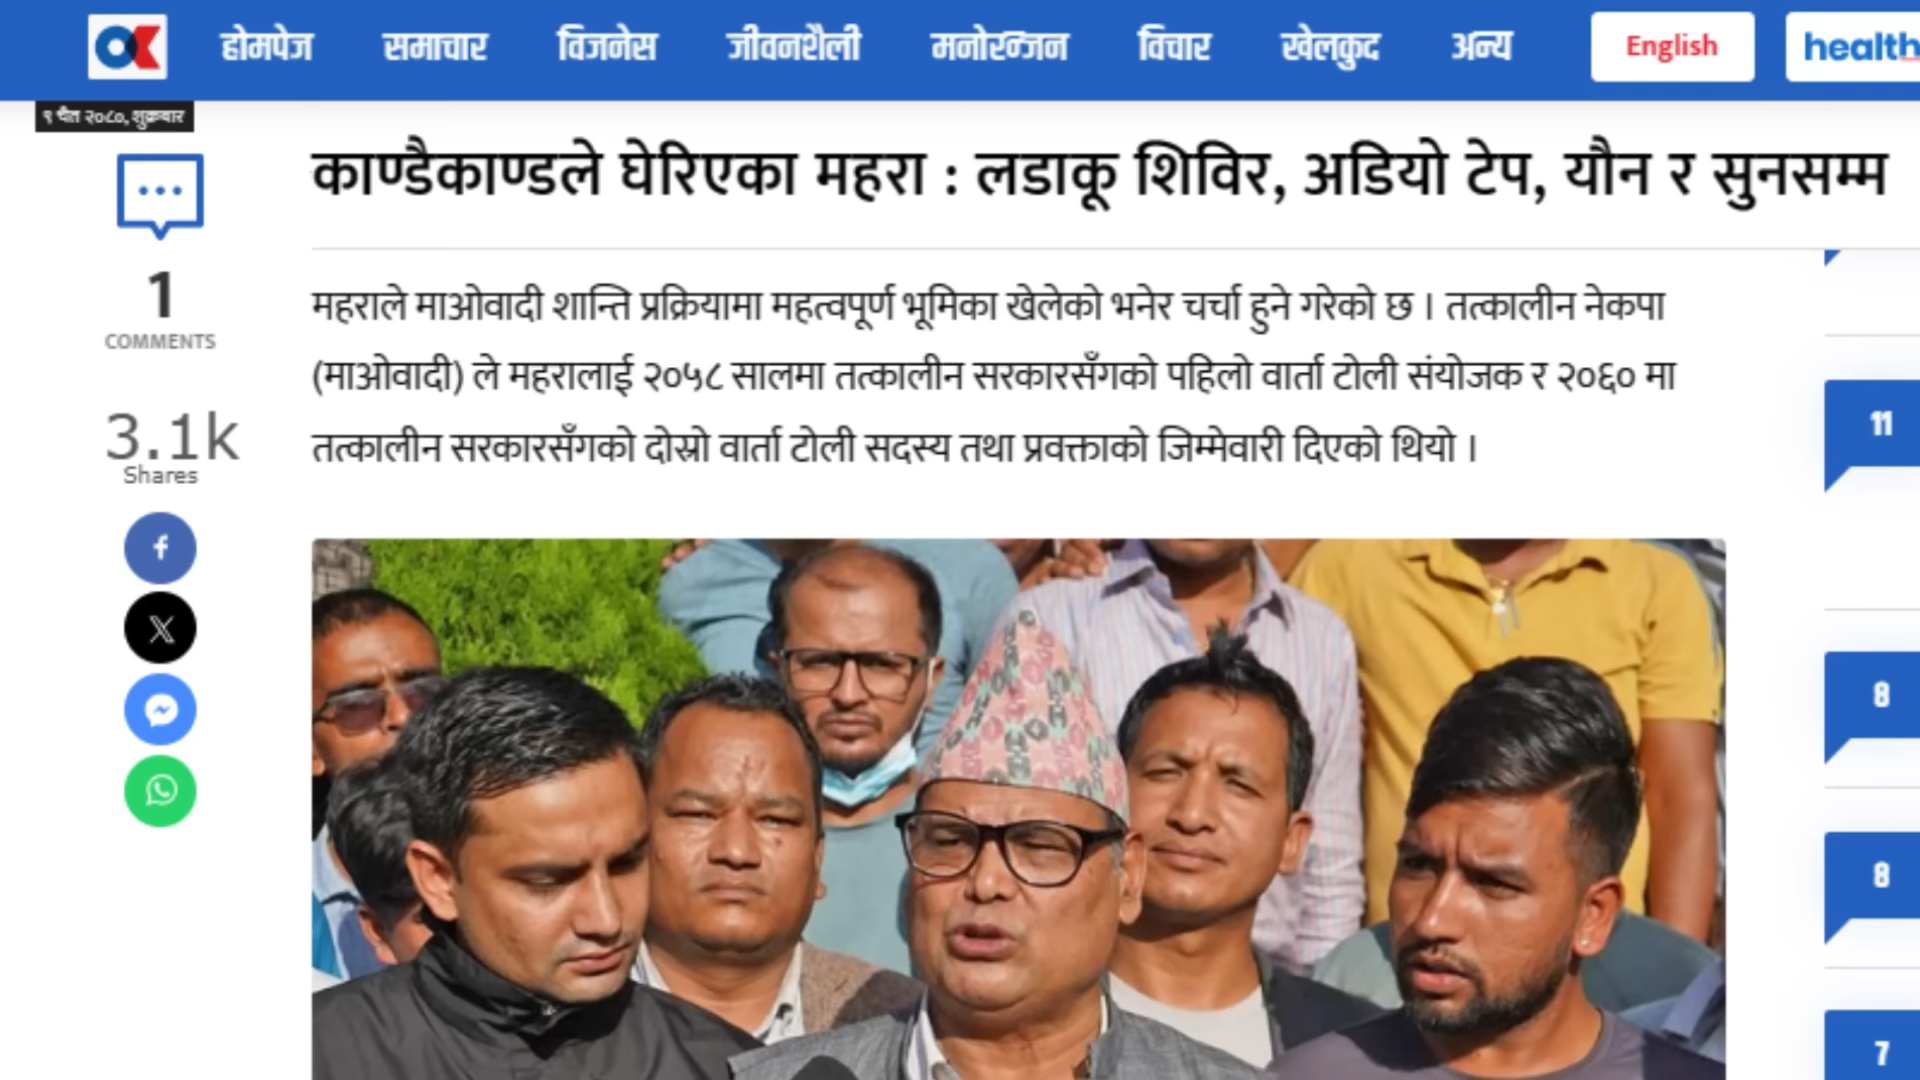 होमपेज समाचार विजनेस जीवनशैली मनोरन्जन विचार खेलकुद अन्य English health
९ चैत २०८०, शुक्रबार
काण्डैकाण्डले घेरिएका महरा : लडाकू शिविर, अडियो टेप, यौन र सुनसम्म
1
COMMENTS
3.1k
Shares
महराले माओवादी शान्ति प्रक्रियामा महत्वपूर्ण भूमिका खेलेको भनेर चर्चा हुने गरेको छ । तत्कालीन नेकपा
(माओवादी) ले महरालाई २०५८ सालमा तत्कालीन सरकारसँगको पहिलो वार्ता टोली संयोजक र २०६० मा
तत्कालीन सरकारसँगको दोस्रो वार्ता टोली सदस्य तथा प्रवक्ताको जिम्मेवारी दिएको थियो ।
11
8
8
7